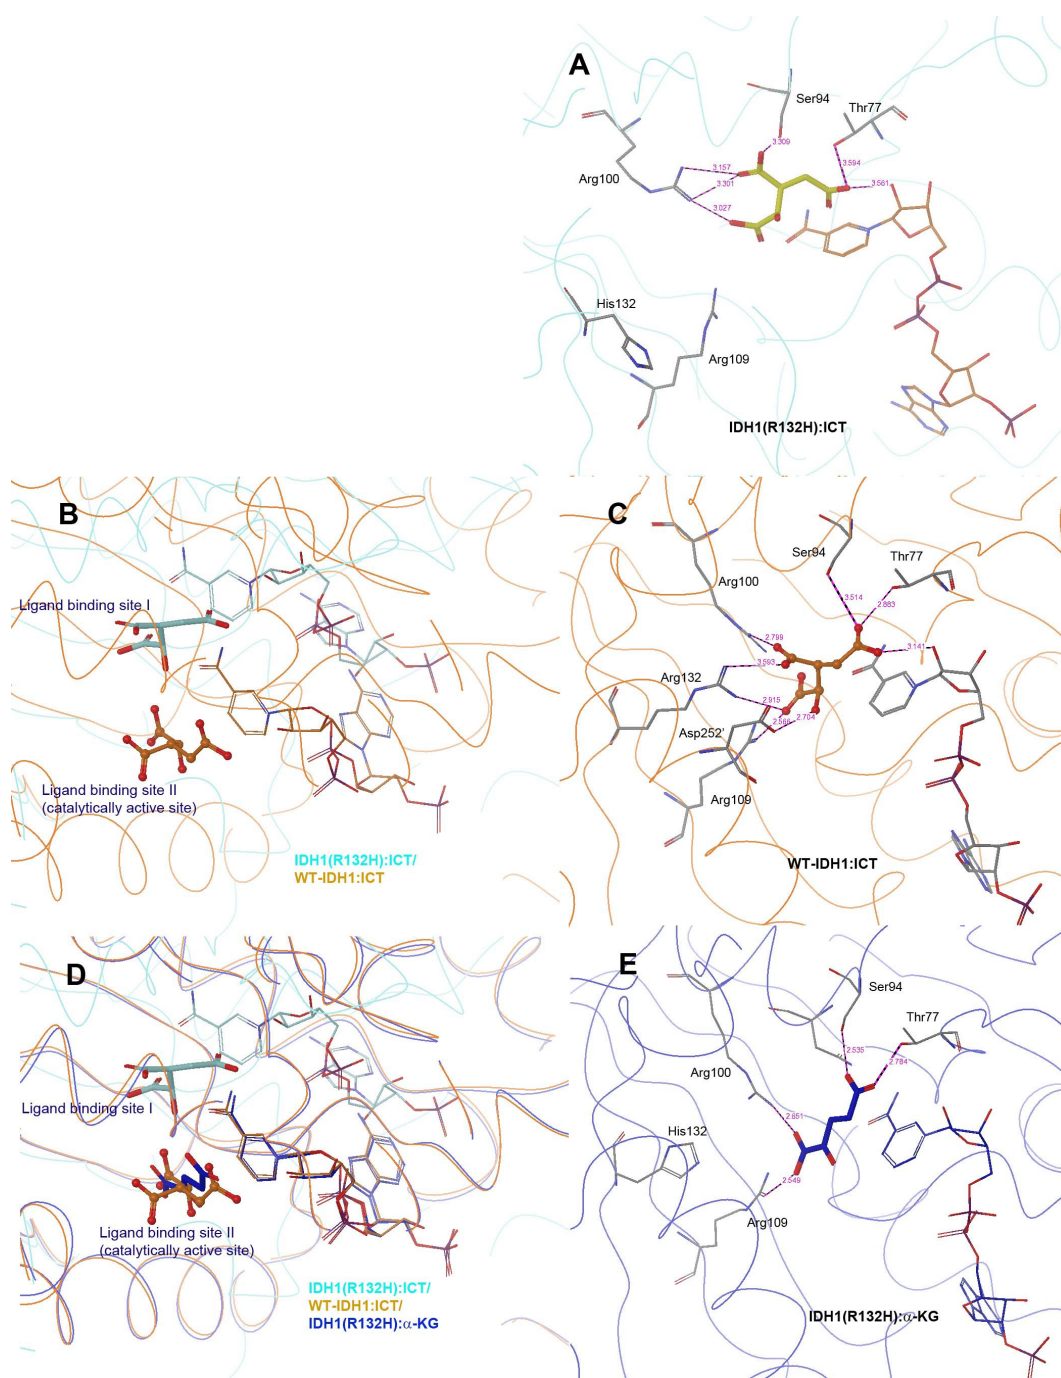 A
Ser94
Thr77
3.309
3.157
3.594
Arg100
3.301
3.561
3.027
His132
Arg109
IDH1(R132H):ICT
B
Ligand binding site I
Ligand binding site II
(catalytically active site)
IDH1(R132H):ICT/
WT-IDH1:ICT
C
Ser94
Thr77
Arg100
3.514
2.883
2.799
3.141
3.593
Arg132
2.915
2.566
2.704
Asp252'
Arg109
WT-IDH1:ICT
D
Ligand binding site I
Ligand binding site II
(catalytically active site)
IDH1(R132H):ICT/
WT-IDH1:ICT/
IDH1(R132H):α-KG
E
Ser94
Thr77
2.535
2.784
Arg100
2.651
His132
2.549
Arg109
IDH1(R132H):α-KG